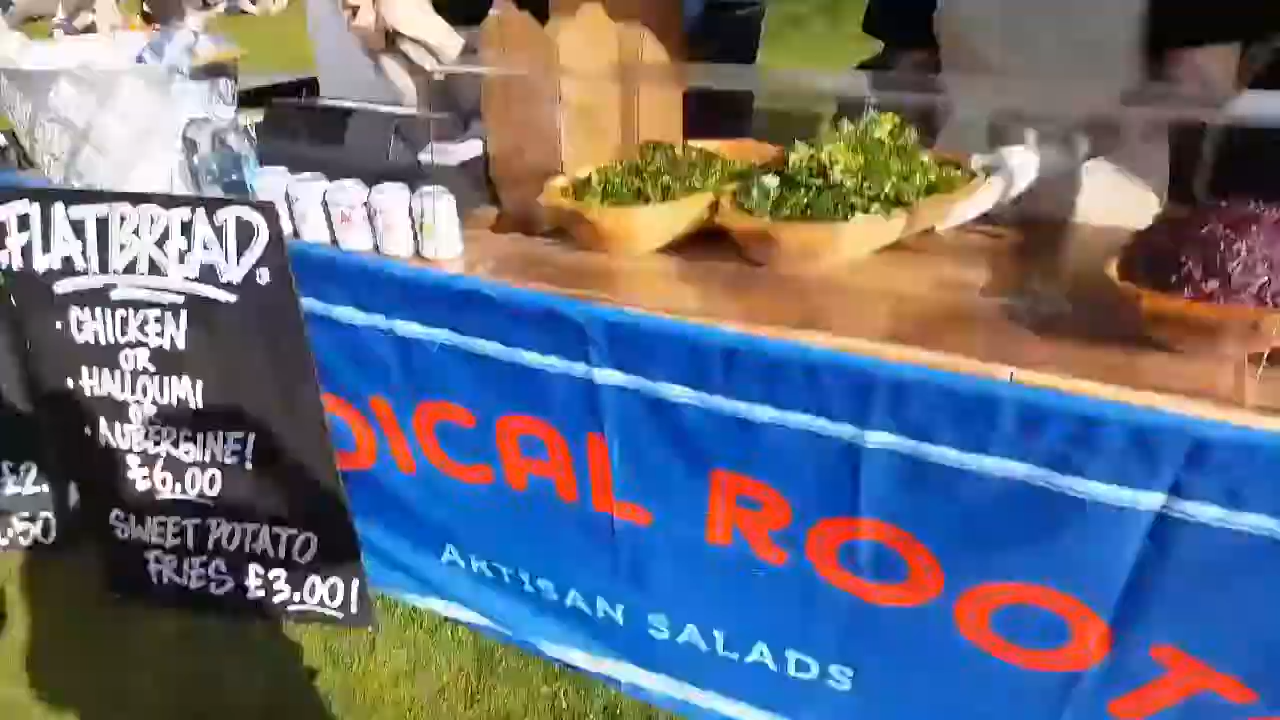 FLATBREAD.
· CHICKEN
OR
· HALLOUMI
OR
· AUBERGINE!
£6.00
SWEET POTATO
FRIES £3.00!
£2.
.50
DICAL ROOT
ARTISAN SALADS